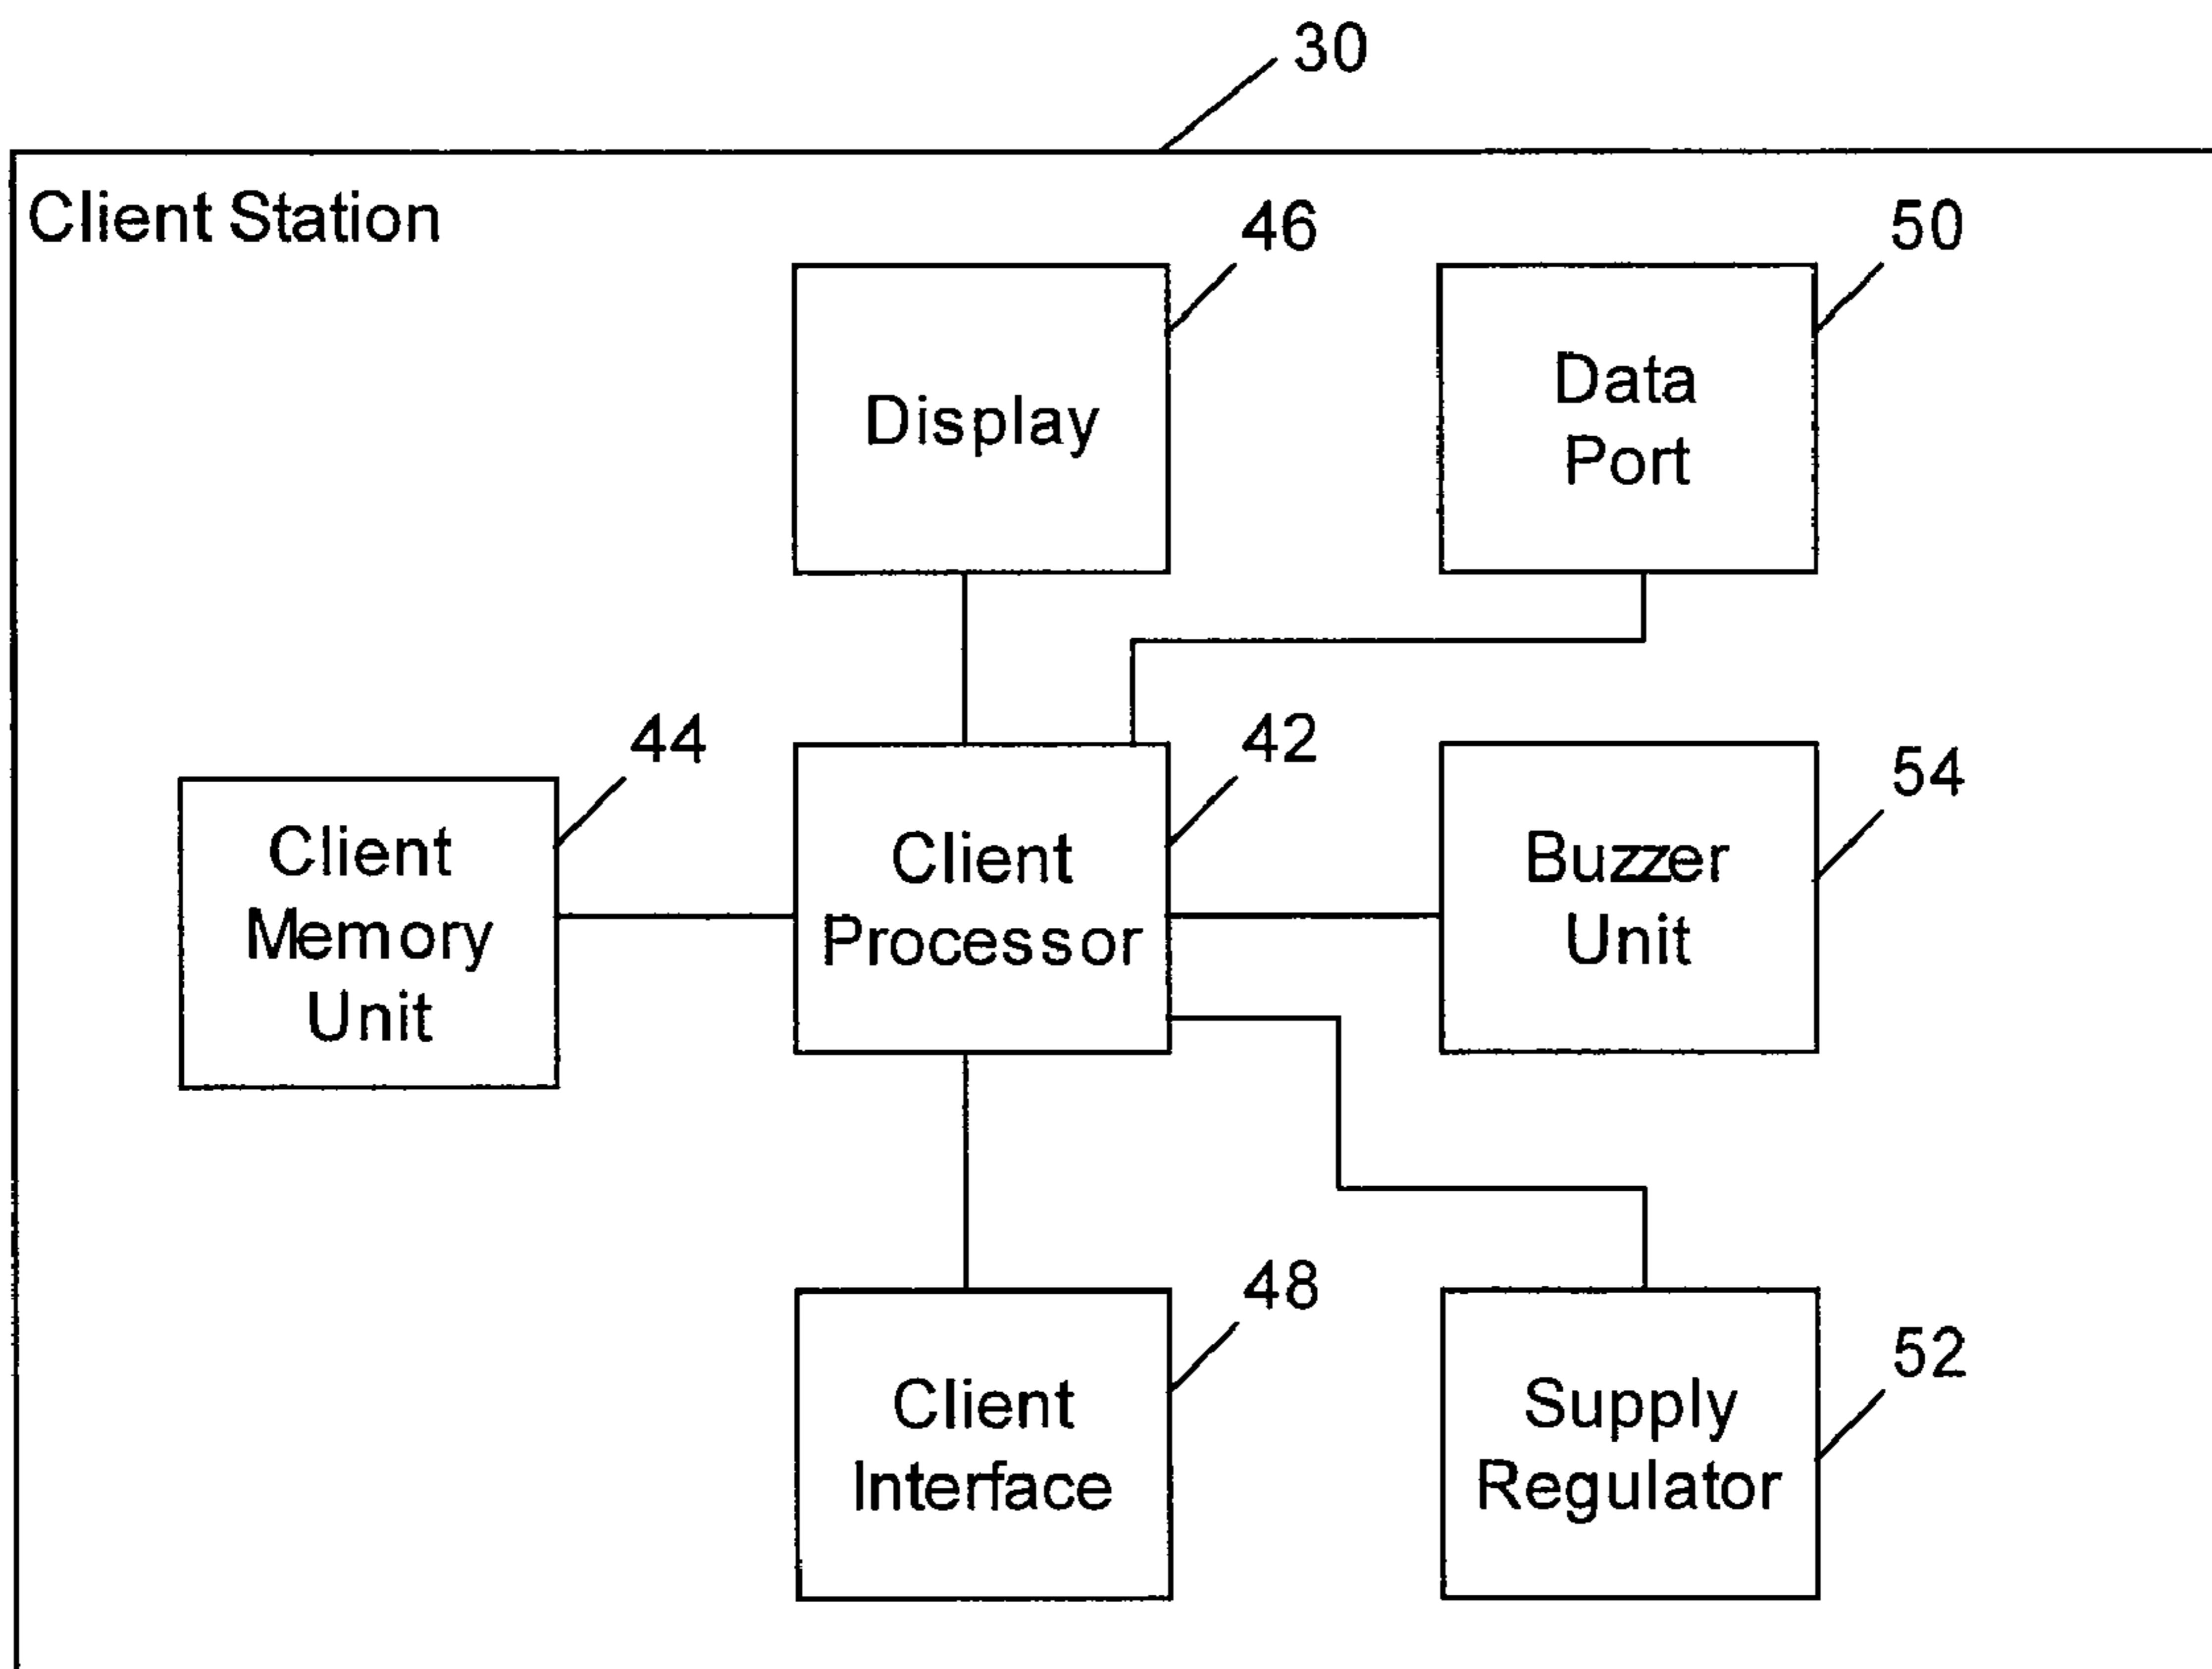 30
Client Station
46
50
Display
Data
Port
44
42
54
Client
Memory
Unit
Client
Processor
Buzzer
Unit
48
52
Client
Interface
Supply
Regulator